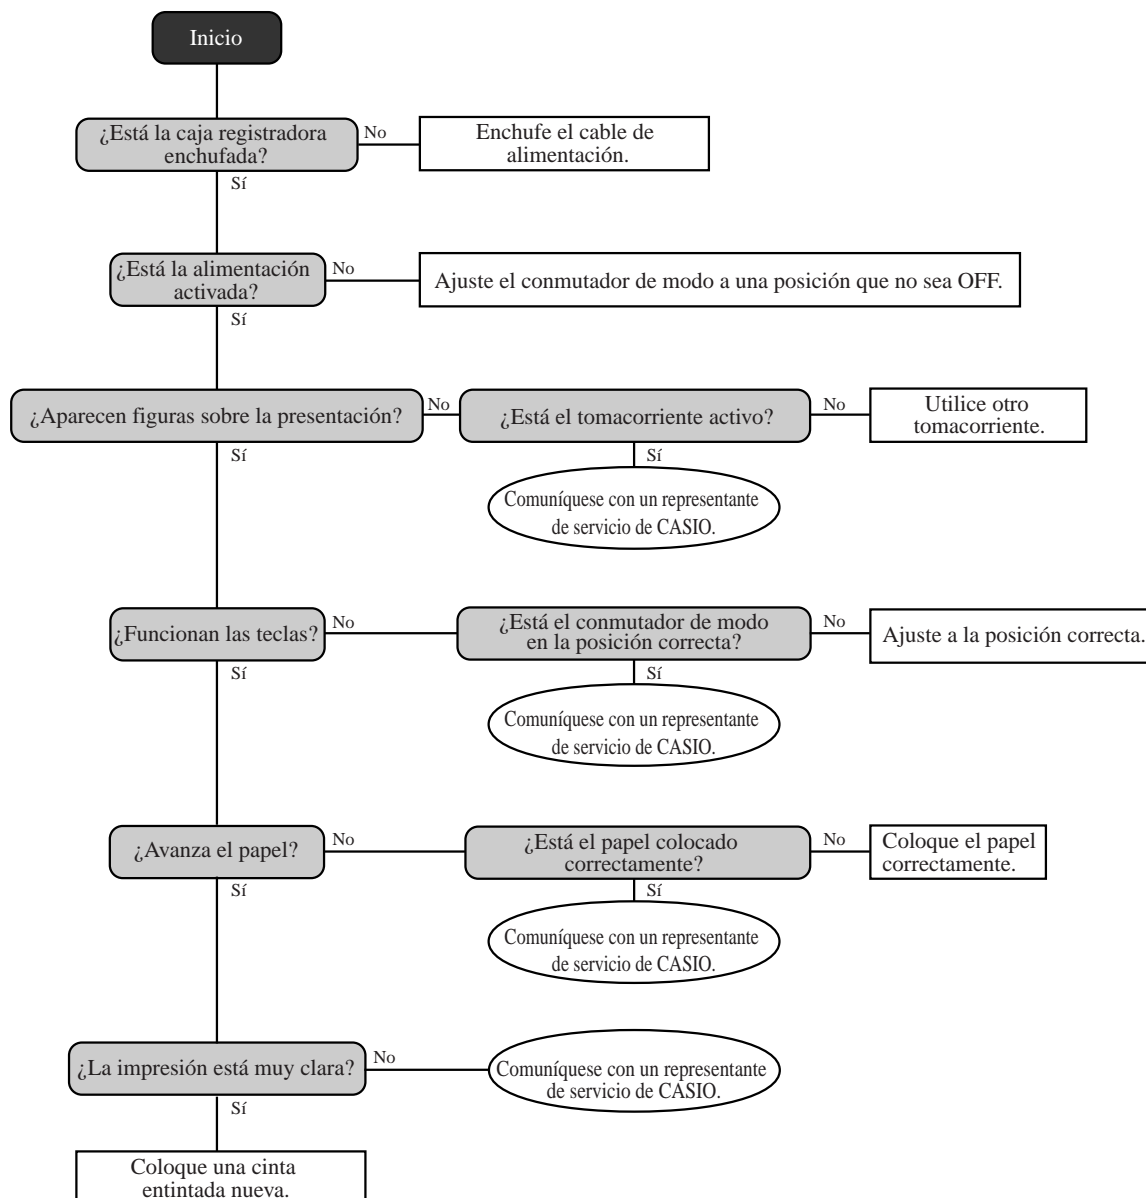 Inicio
¿Está la caja registradora
enchufada?
No
Enchufe el cable de
alimentación.
Sí
¿Está la alimentación
activada?
No
Ajuste el conmutador de modo a una posición que no sea OFF.
Sí
¿Aparecen figuras sobre la presentación?
No
¿Está el tomacorriente activo?
No
Utilice otro
tomacorriente.
Sí
Sí
Comuníquese con un representante
de servicio de CASIO.
¿Funcionan las teclas?
No
¿Está el conmutador de modo
en la posición correcta?
No
Ajuste a la posición correcta.
Sí
Sí
Comuníquese con un representante
de servicio de CASIO.
¿Avanza el papel?
No
¿Está el papel colocado
correctamente?
No
Coloque el papel
correctamente.
Sí
Sí
Comuníquese con un representante
de servicio de CASIO.
¿La impresión está muy clara?
No
Comuníquese con un representante
de servicio de CASIO.
Sí
Coloque una cinta
entintada nueva.